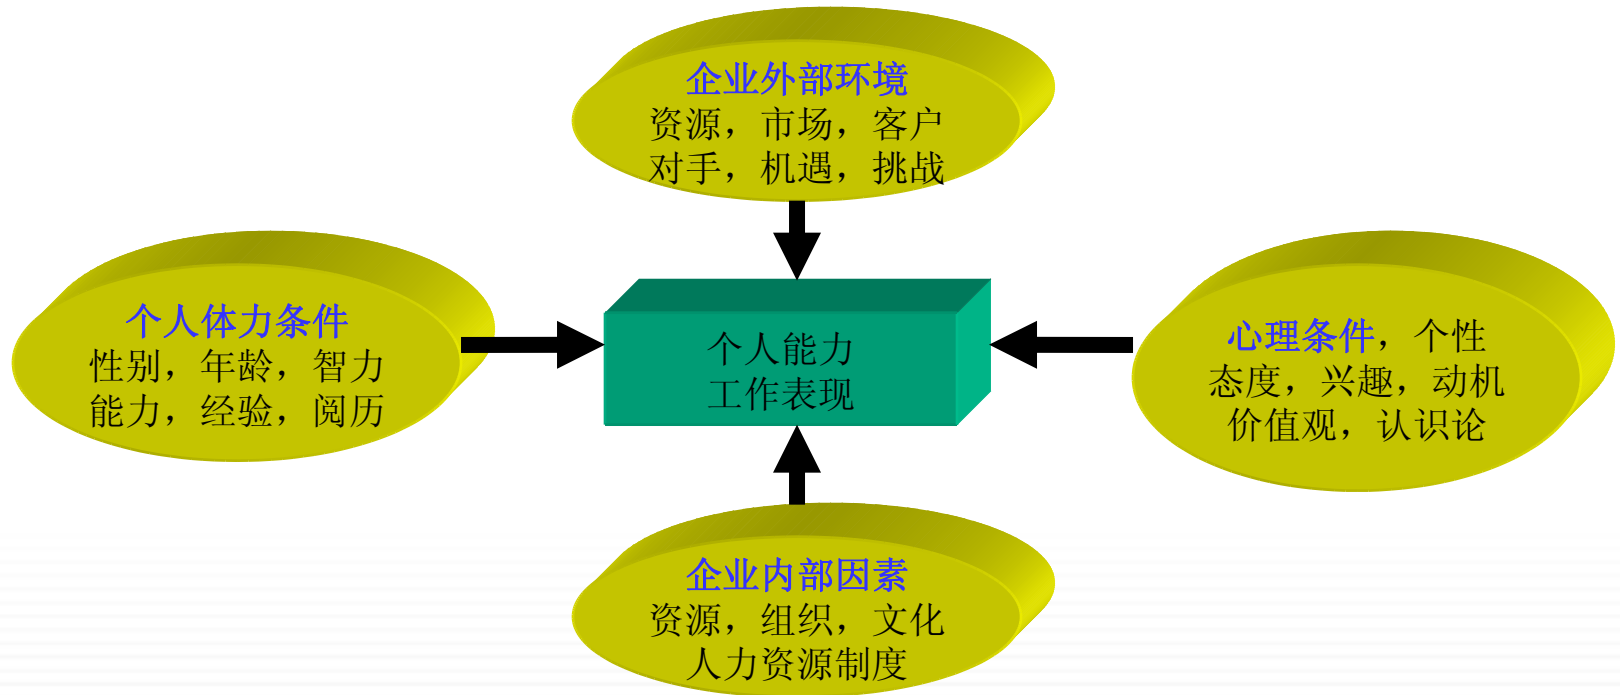 企业外部环境
资源，市场，客户
对手，机遇，挑战
个人体力条件
性别，年龄，智力
能力，经验，阅历
个人能力
工作表现
心理条件，个性
态度，兴趣，动机
价值观，认识论
企业内部因素
资源，组织，文化
人力资源制度